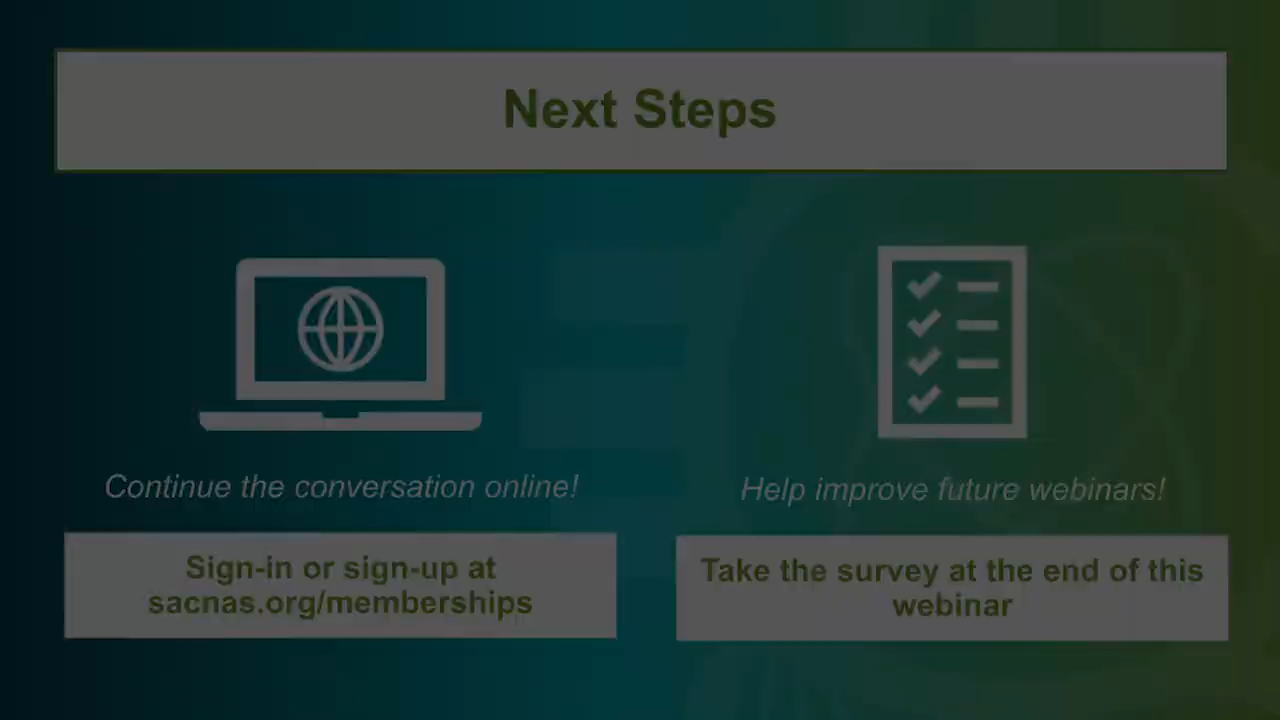 Next Steps
Continue the conversation online!
Sign-in or sign-up at
sacnas.org/memberships
Help improve future webinars!
Take the survey at the end of this
webinar